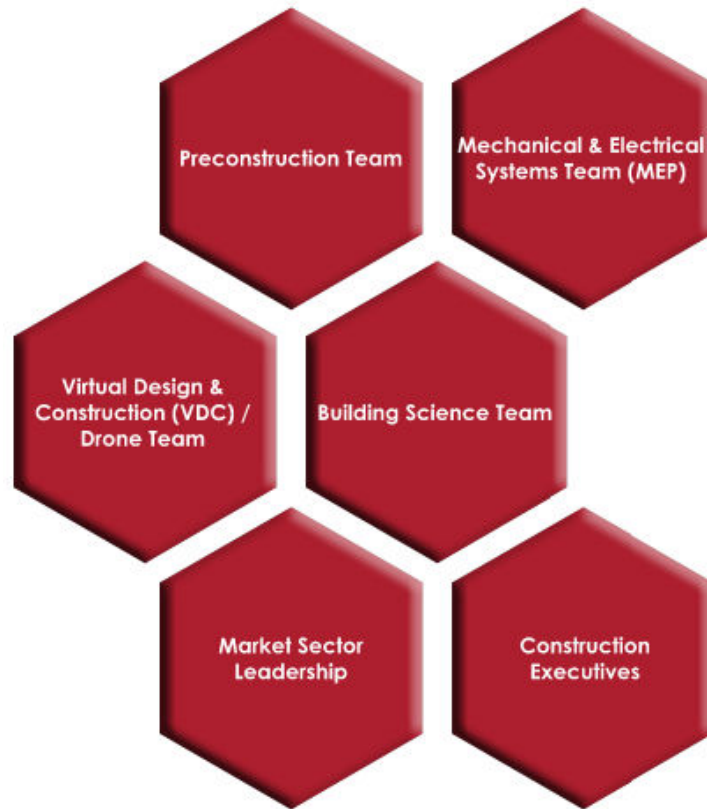 Preconstruction Team
Mechanical & Electrical
Systems Team (MEP)
Virtual Design &
Construction (VDC) /
Drone Team
Building Science Team
Market Sector
Leadership
Construction
Executives